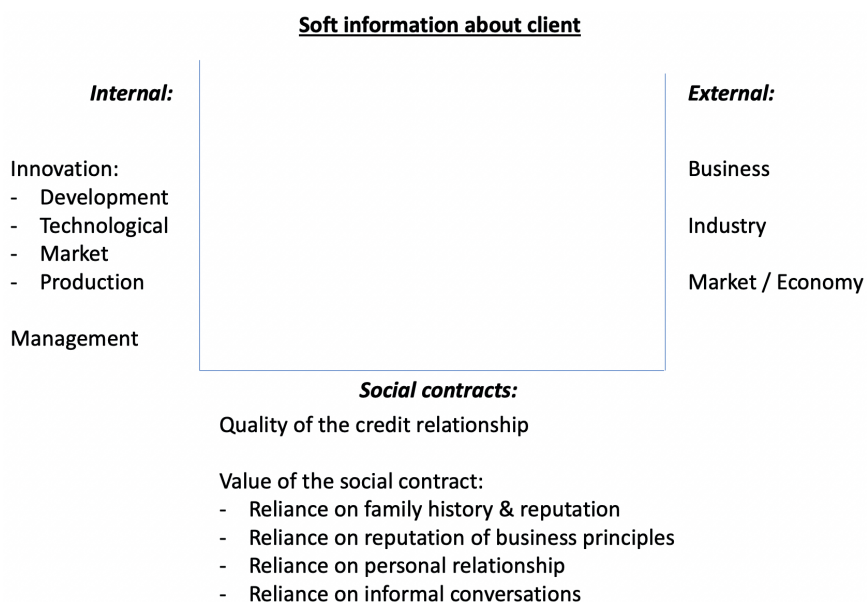 Soft information about client
Internal:
Innovation:
- Development
- Technological
- Market
- Production
Management
External:
Business
Industry
Market / Economy
Social contracts:
Quality of the credit relationship
Value of the social contract:
- Reliance on family history & reputation
- Reliance on reputation of business principles
- Reliance on personal relationship
- Reliance on informal conversations